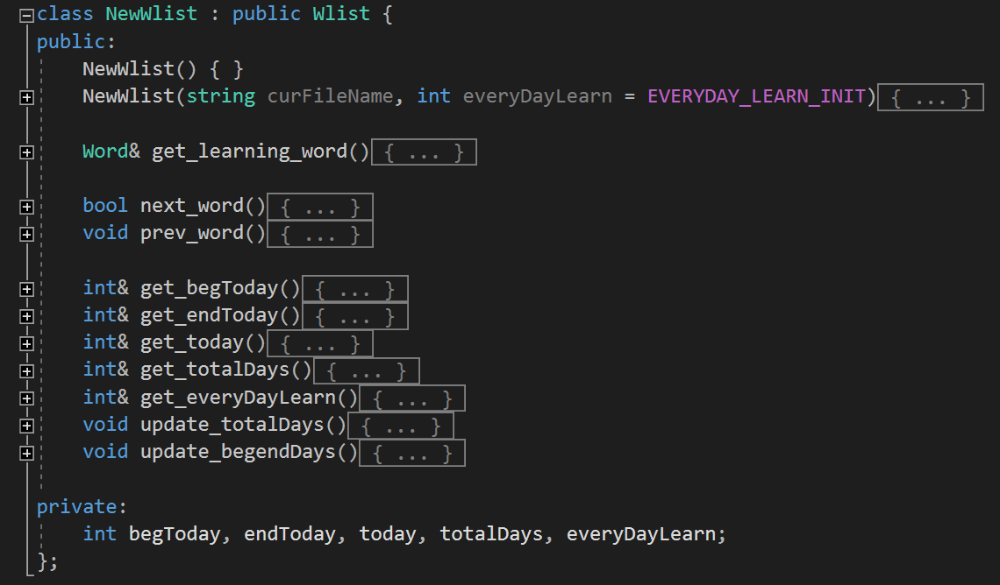 class NewWlist : public Wlist {
public:
NewWlist() { }
NewWlist(string curFileName, int everyDayLearn = EVERYDAY_LEARN_INIT){ ... }
Word& get_learning_word(){ ... }
bool next_word(){ ... }
void prev_word(){ ... }
int& get_begToday(){ ... }
int& get_endToday(){ ... }
int& get_today(){ ... }
int& get_totalDays(){ ... }
int& get_everyDayLearn(){ ... }
void update_totalDays(){ ... }
void update_begendDays(){ ... }
private:
int begToday, endToday, today, totalDays, everyDayLearn;
};